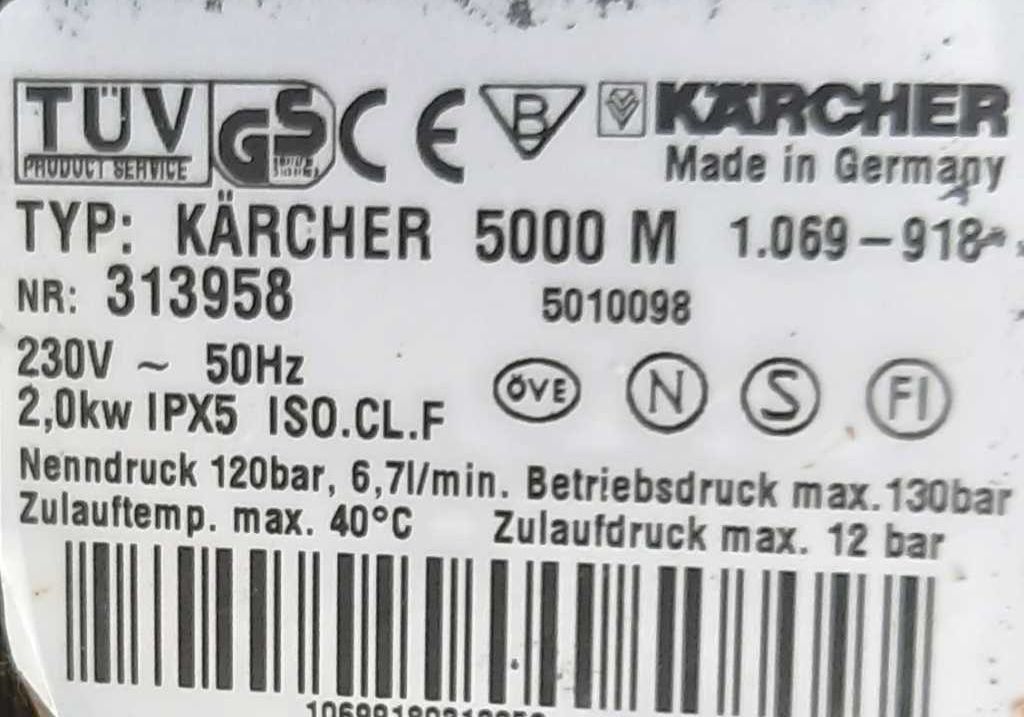 TÜV
PRODUCT SERVICE
GS
CE
B
KÄRCHER
Made in Germany
TYP: KÄRCHER 5000 M 1.069-918
NR: 313958 5010098
230V ~ 50Hz
2,0kw IPX5 ISO.CL.F
ÖVE N S FI
Nenndruck 120bar, 6,7l/min. Betriebsdruck max. 130bar
Zulauftemp. max. 40°C Zulaufdruck max. 12 bar